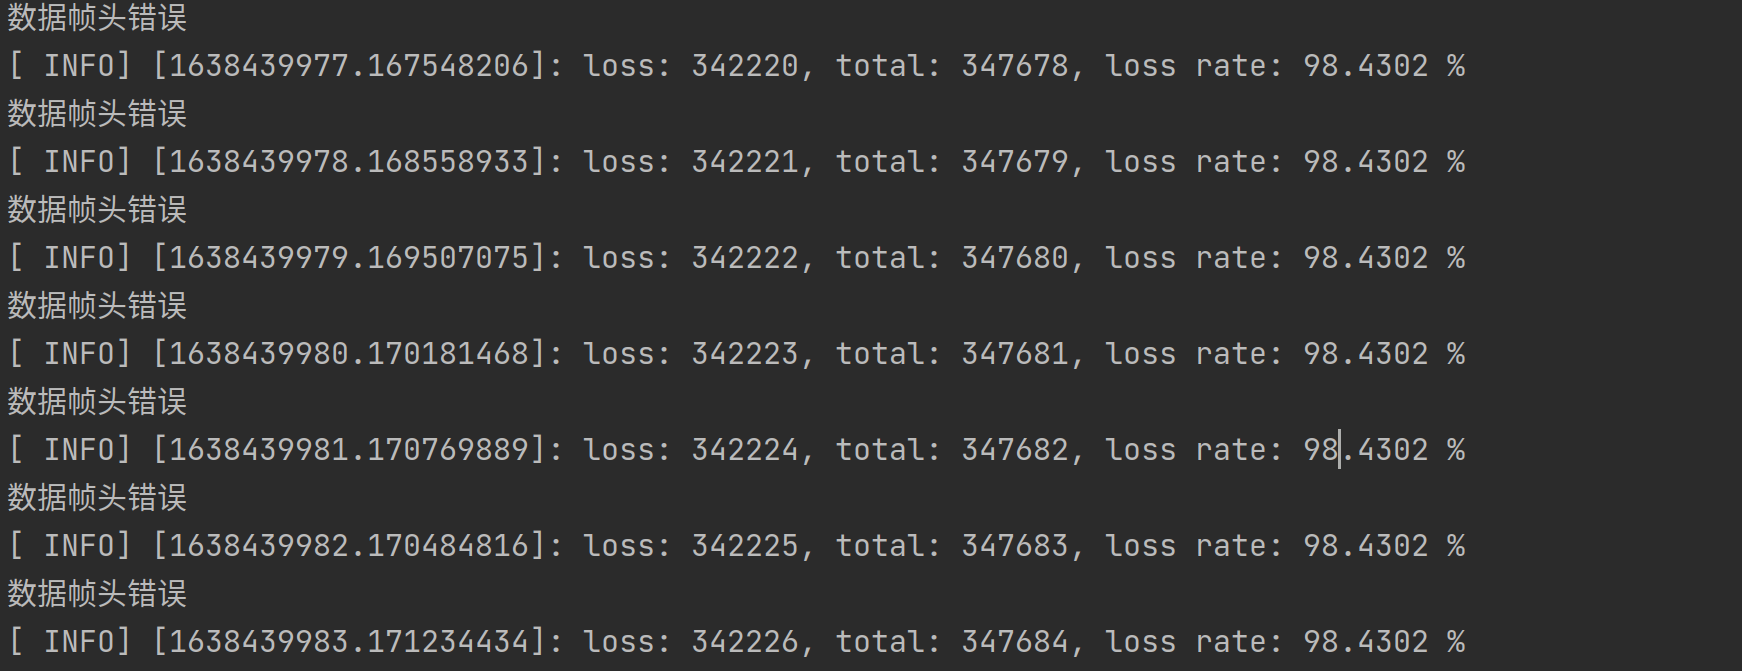 数据帧头错误
[ INFO] [1638439977.167548206]: loss: 342220, total: 347678, loss rate: 98.4302 %
数据帧头错误
[ INFO] [1638439978.168558933]: loss: 342221, total: 347679, loss rate: 98.4302 %
数据帧头错误
[ INFO] [1638439979.169507075]: loss: 342222, total: 347680, loss rate: 98.4302 %
数据帧头错误
[ INFO] [1638439980.170181468]: loss: 342223, total: 347681, loss rate: 98.4302 %
数据帧头错误
[ INFO] [1638439981.170769889]: loss: 342224, total: 347682, loss rate: 98.4302 %
数据帧头错误
[ INFO] [1638439982.170484816]: loss: 342225, total: 347683, loss rate: 98.4302 %
数据帧头错误
[ INFO] [1638439983.171234434]: loss: 342226, total: 347684, loss rate: 98.4302 %